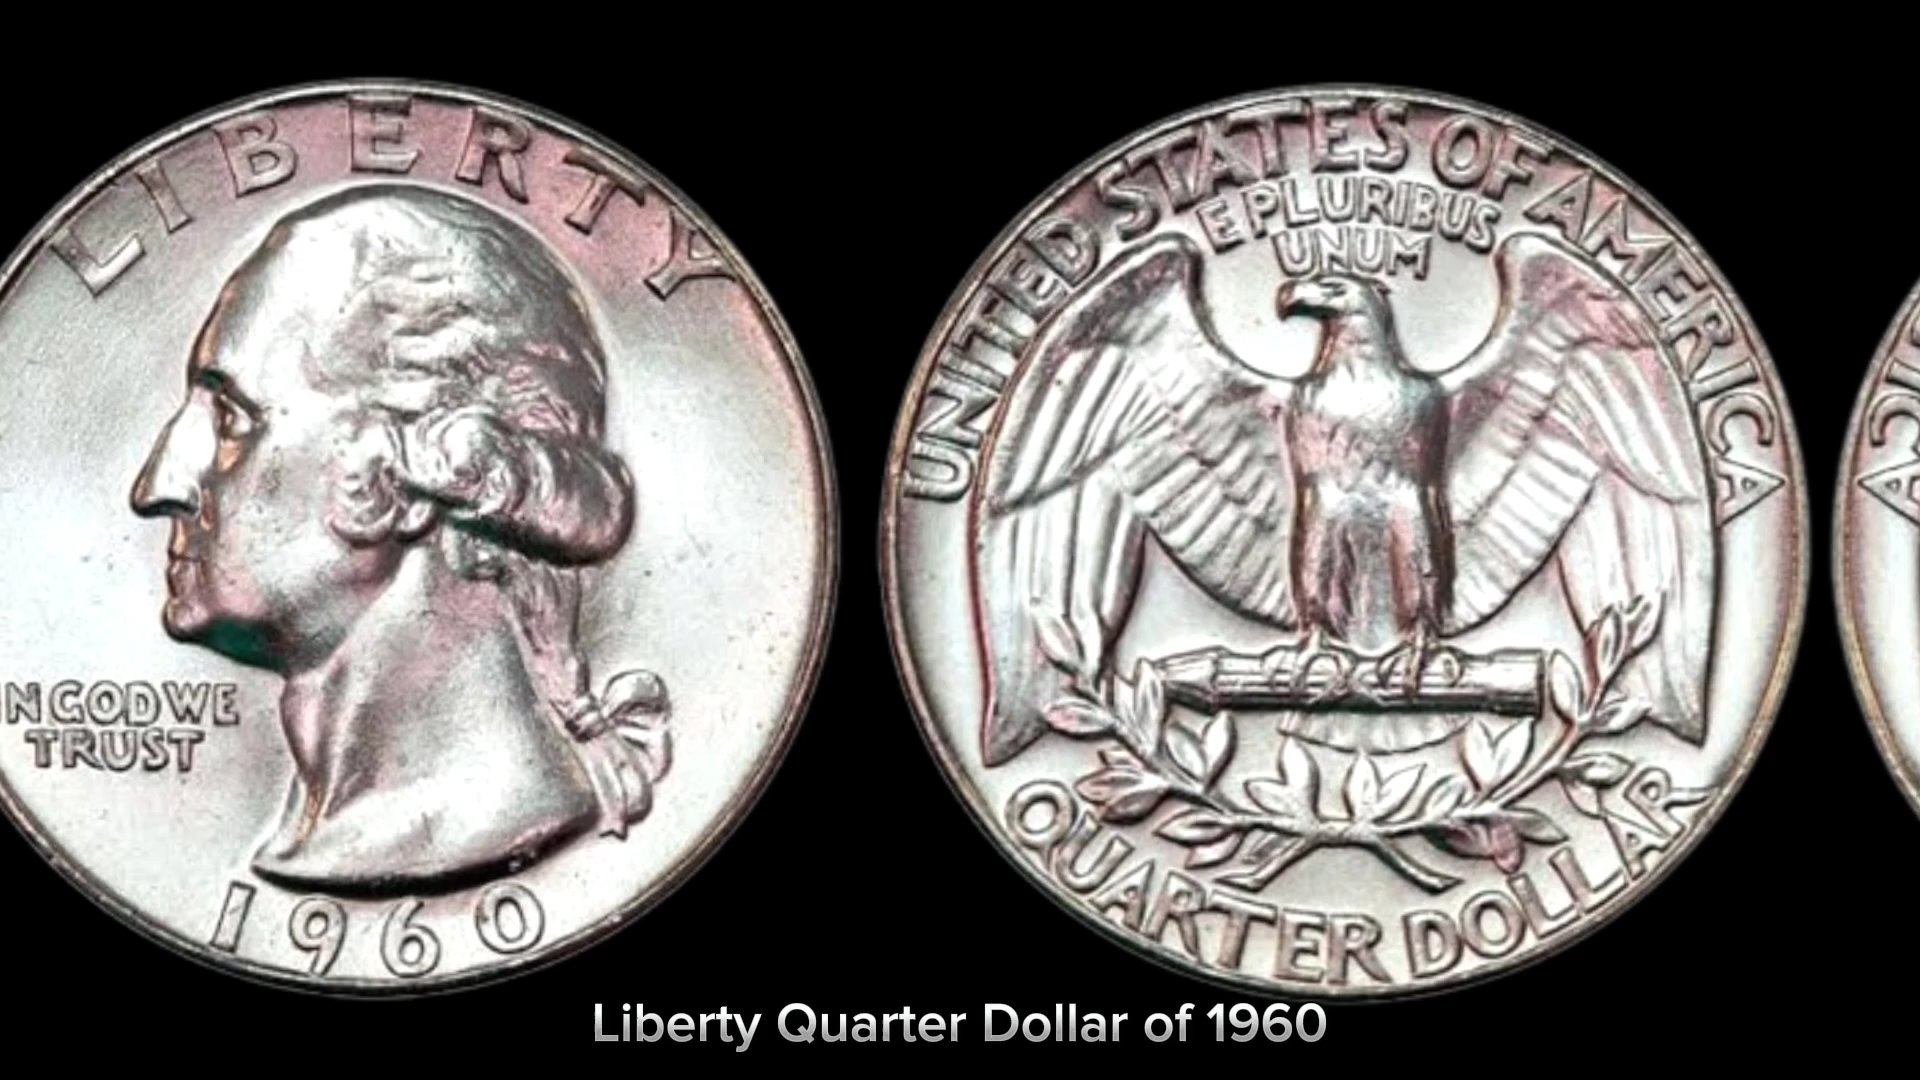 LIBERTY
IN GOD WE
TRUST
1960
UNITED STATES OF AMERICA
E PLURIBUS
UNUM
QUARTER DOLLAR
Liberty Quarter Dollar of 1960